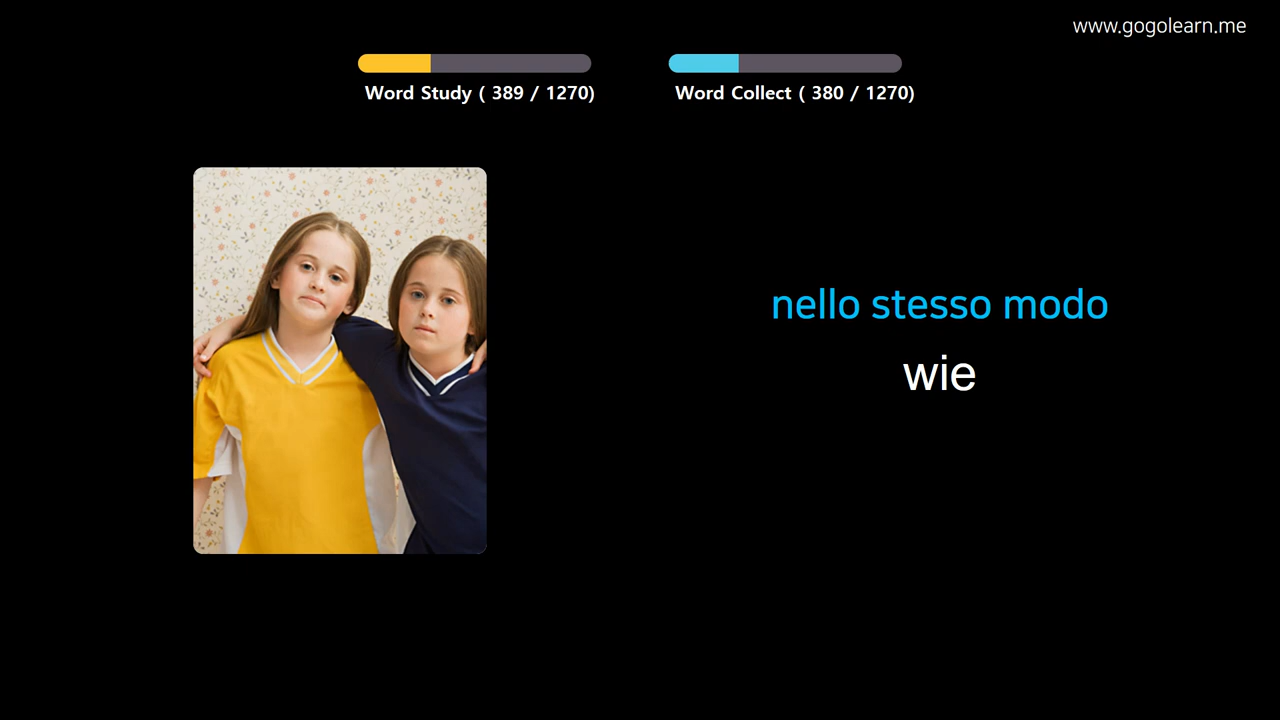 www.gogolearn.me
Word Study ( 389 / 1270)
Word Collect ( 380 / 1270)
nello stesso modo
wie